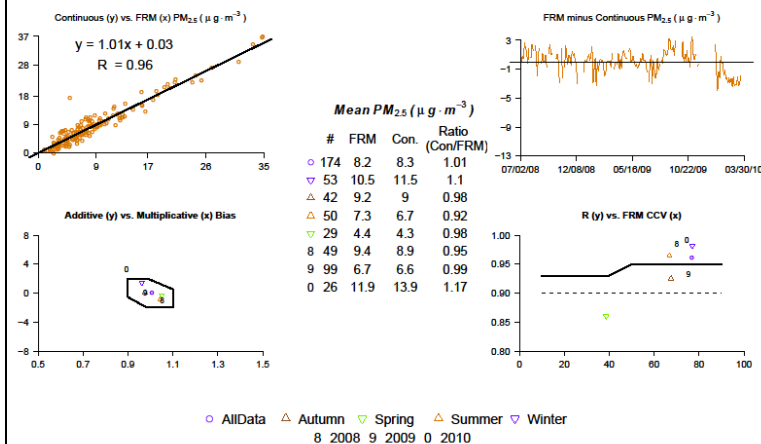 Continuous (y) vs. FRM (x) PM2.5 (μg·m−3)
y = 1.01x + 0.03
R = 0.96
37
28
18
9
0
0 9 17 26 35
FRM minus Continuous PM2.5 (μg·m−3)
3
−1
−5
−9
−13
07/02/08 12/08/08 05/16/09 10/22/09 03/30/10
Mean PM2.5 (μg·m−3)
# FRM Con. Ratio (Con/FRM)
174 8.2 8.3 1.01
53 10.5 11.5 1.1
42 9.2 9 0.98
50 7.3 6.7 0.92
29 4.4 4.3 0.98
8 49 9.4 8.9 0.95
9 99 6.7 6.6 0.99
0 26 11.9 13.9 1.17
Additive (y) vs. Multiplicative (x) Bias
8
4
0
−4
−8
0
9
8
0.5 0.7 0.9 1.1 1.3 1.5
R (y) vs. FRM CCV (x)
1.00
0.95
0.90
0.85
0.80
8 0
9
0 20 40 60 80 100
AllData Autumn Spring Summer Winter
8 2008 9 2009 0 2010